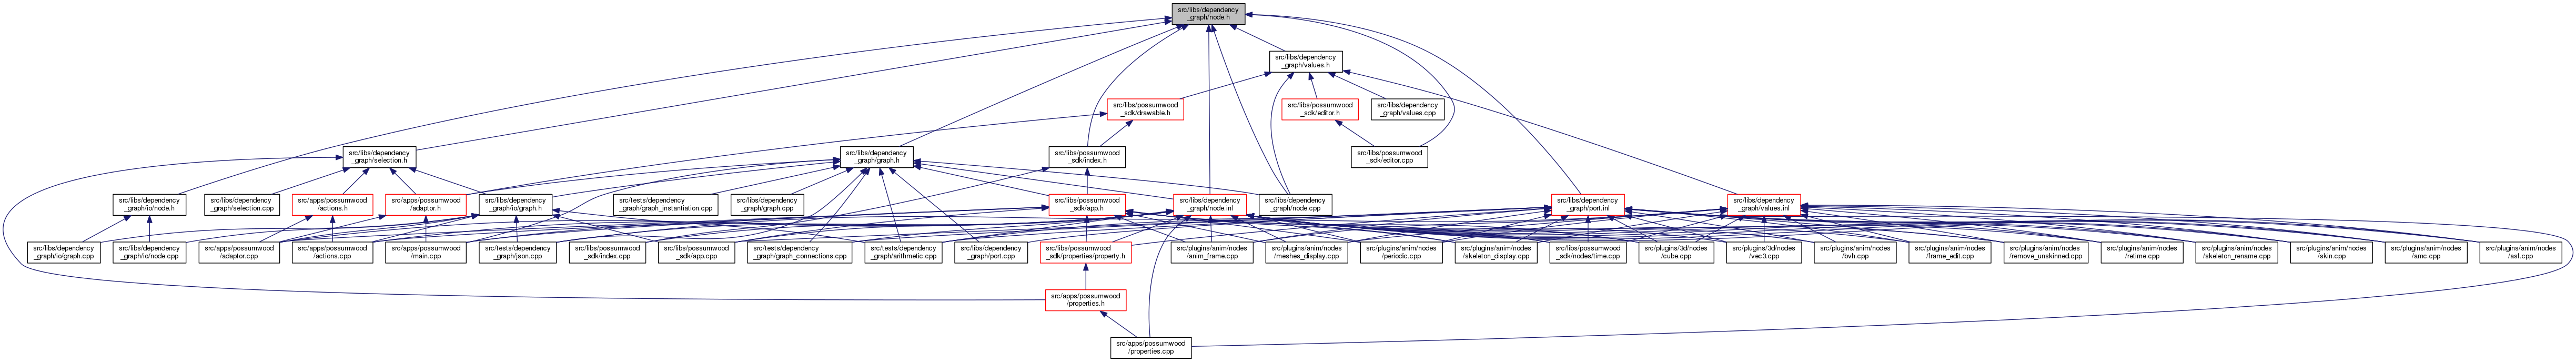 src/libs/dependency
_graph/node.h
src/libs/dependency
_graph/values.h
src/libs/possumwood
_sdk/drawable.h
src/libs/possumwood
_sdk/editor.h
src/libs/dependency
_graph/values.cpp
src/libs/dependency
_graph/selection.h
src/libs/dependency
_graph/graph.h
src/libs/possumwood
_sdk/index.h
src/libs/possumwood
_sdk/editor.cpp
src/libs/dependency
_graph/io/node.h
src/libs/dependency
_graph/selection.cpp
src/apps/possumwood
/actions.h
src/apps/possumwood
/adaptor.h
src/libs/dependency
_graph/io/graph.h
src/tests/dependency
_graph/graph_instantiation.cpp
src/libs/dependency
_graph/graph.cpp
src/libs/possumwood
_sdk/app.h
src/libs/dependency
_graph/node.inl
src/libs/dependency
_graph/node.cpp
src/libs/dependency
_graph/port.inl
src/libs/dependency
_graph/values.inl
src/libs/dependency
_graph/io/graph.cpp
src/libs/dependency
_graph/io/node.cpp
src/apps/possumwood
/adaptor.cpp
src/apps/possumwood
/actions.cpp
src/apps/possumwood
/main.cpp
src/tests/dependency
_graph/json.cpp
src/libs/possumwood
_sdk/index.cpp
src/libs/possumwood
_sdk/app.cpp
src/tests/dependency
_graph/graph_connections.cpp
src/tests/dependency
_graph/arithmetic.cpp
src/libs/dependency
_graph/port.cpp
src/libs/possumwood
_sdk/properties/property.h
src/plugins/anim/nodes
/anim_frame.cpp
src/plugins/anim/nodes
/meshes_display.cpp
src/plugins/anim/nodes
/periodic.cpp
src/plugins/anim/nodes
/skeleton_display.cpp
src/libs/possumwood
_sdk/nodes/time.cpp
src/plugins/3d/nodes
/cube.cpp
src/plugins/3d/nodes
/vec3.cpp
src/plugins/anim/nodes
/bvh.cpp
src/plugins/anim/nodes
/frame_edit.cpp
src/plugins/anim/nodes
/remove_unskinned.cpp
src/plugins/anim/nodes
/retime.cpp
src/plugins/anim/nodes
/skeleton_rename.cpp
src/plugins/anim/nodes
/skin.cpp
src/plugins/anim/nodes
/amc.cpp
src/plugins/anim/nodes
/asf.cpp
src/apps/possumwood
/properties.h
src/apps/possumwood
/properties.cpp